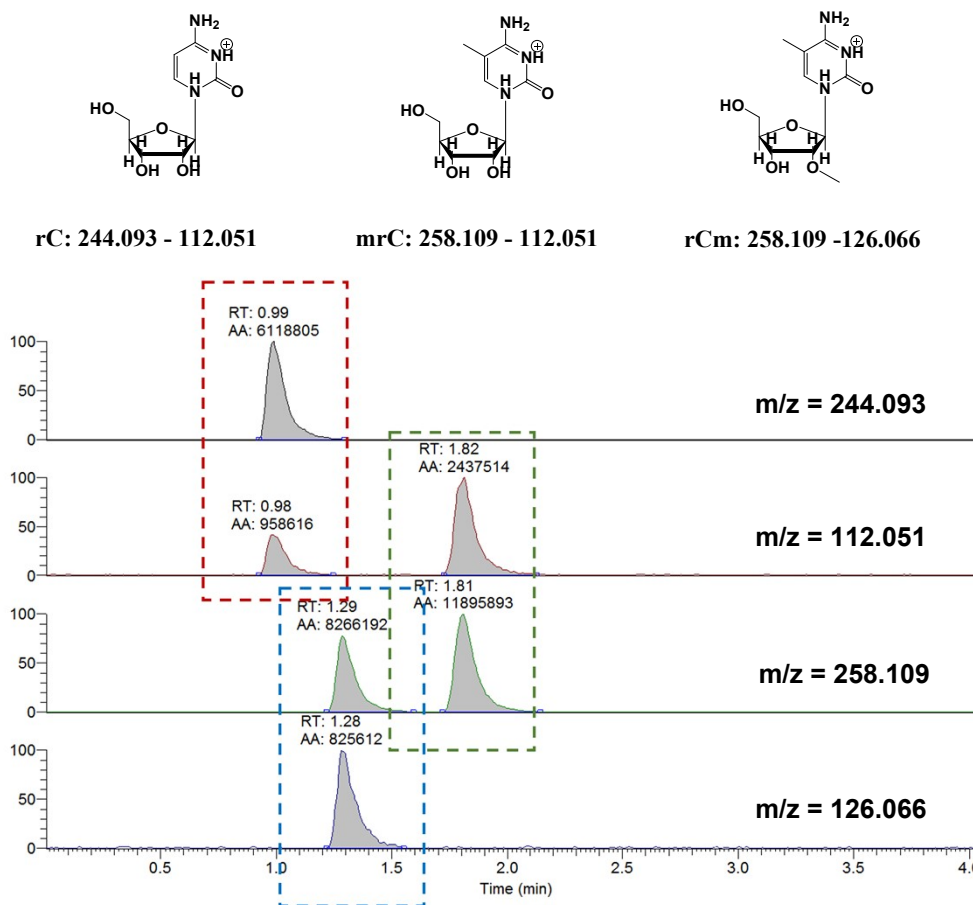 NH2
NH
N
O
HO
O
H
H
H
H
OH
OH
H
NH2
NH
N
O
HO
O
H
H
H
H
OH
OH
H
NH2
NH
N
O
HO
O
H
H
H
H
OH
O
H
rC: 244.093 - 112.051
mrC: 258.109 - 112.051
rCm: 258.109 -126.066
RT: 0.99
AA: 6118805
100
50
0
m/z = 244.093
RT: 1.82
AA: 2437514
RT: 0.98
AA: 958616
100
50
0
m/z = 112.051
RT: 1.81
AA: 11895893
RT: 1.29
AA: 8266192
100
50
0
m/z = 258.109
RT: 1.28
AA: 825612
100
50
0
m/z = 126.066
0.5 1.0 1.5 2.0 2.5 3.0 3.5 4.0
Time (min)